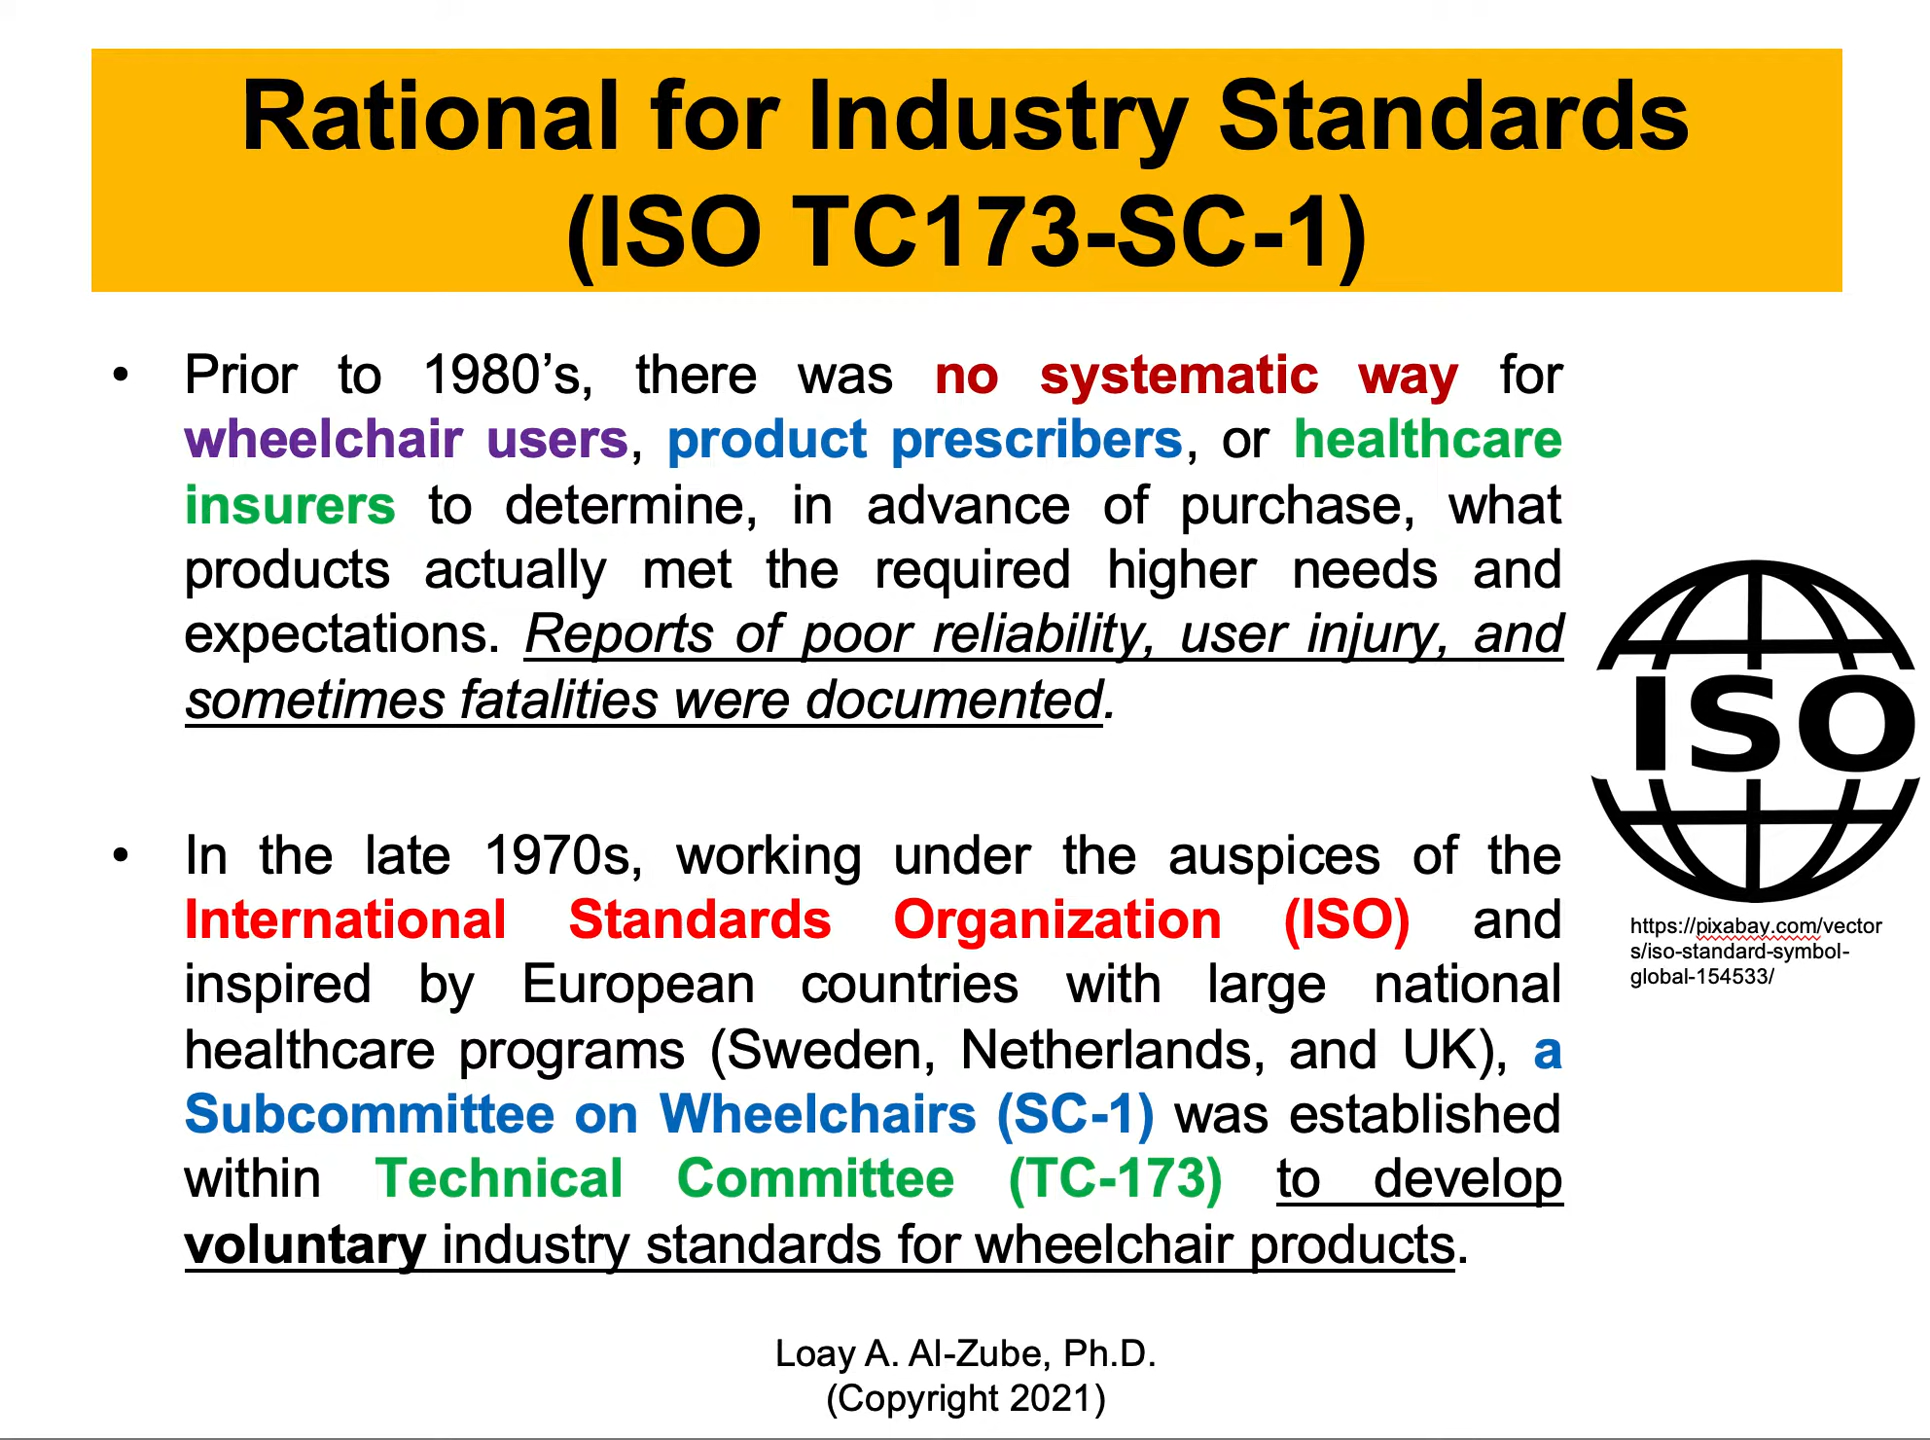 Rational for Industry Standards
(ISO TC173-SC-1)
• Prior to 1980’s, there was no systematic way for
wheelchair users, product prescribers, or healthcare
insurers to determine, in advance of purchase, what
products actually met the required higher needs and
expectations. Reports of poor reliability, user injury, and
sometimes fatalities were documented.
• In the late 1970s, working under the auspices of the
International Standards Organization (ISO) and
inspired by European countries with large national
healthcare programs (Sweden, Netherlands, and UK), a
Subcommittee on Wheelchairs (SC-1) was established
within Technical Committee (TC-173) to develop
voluntary industry standards for wheelchair products.
ISO
https://pixabay.com/vector
s/iso-standard-symbol-
global-154533/
Loay A. Al-Zube, Ph.D.
(Copyright 2021)